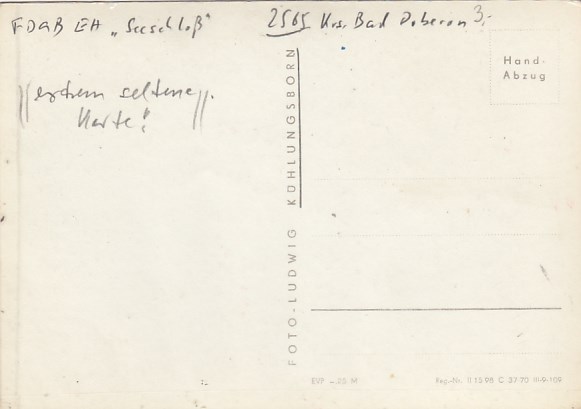 FDGB EH „Seeschloß"
2565 Krs. Bad Doberan 3,-
extrem seltene
Karte!
Hand-
Abzug
FOTO-LUDWIG KÜHLUNGSBORN
EVP -,25 M
Reg.-Nr. II 15 98 C 37 70 III-9-109